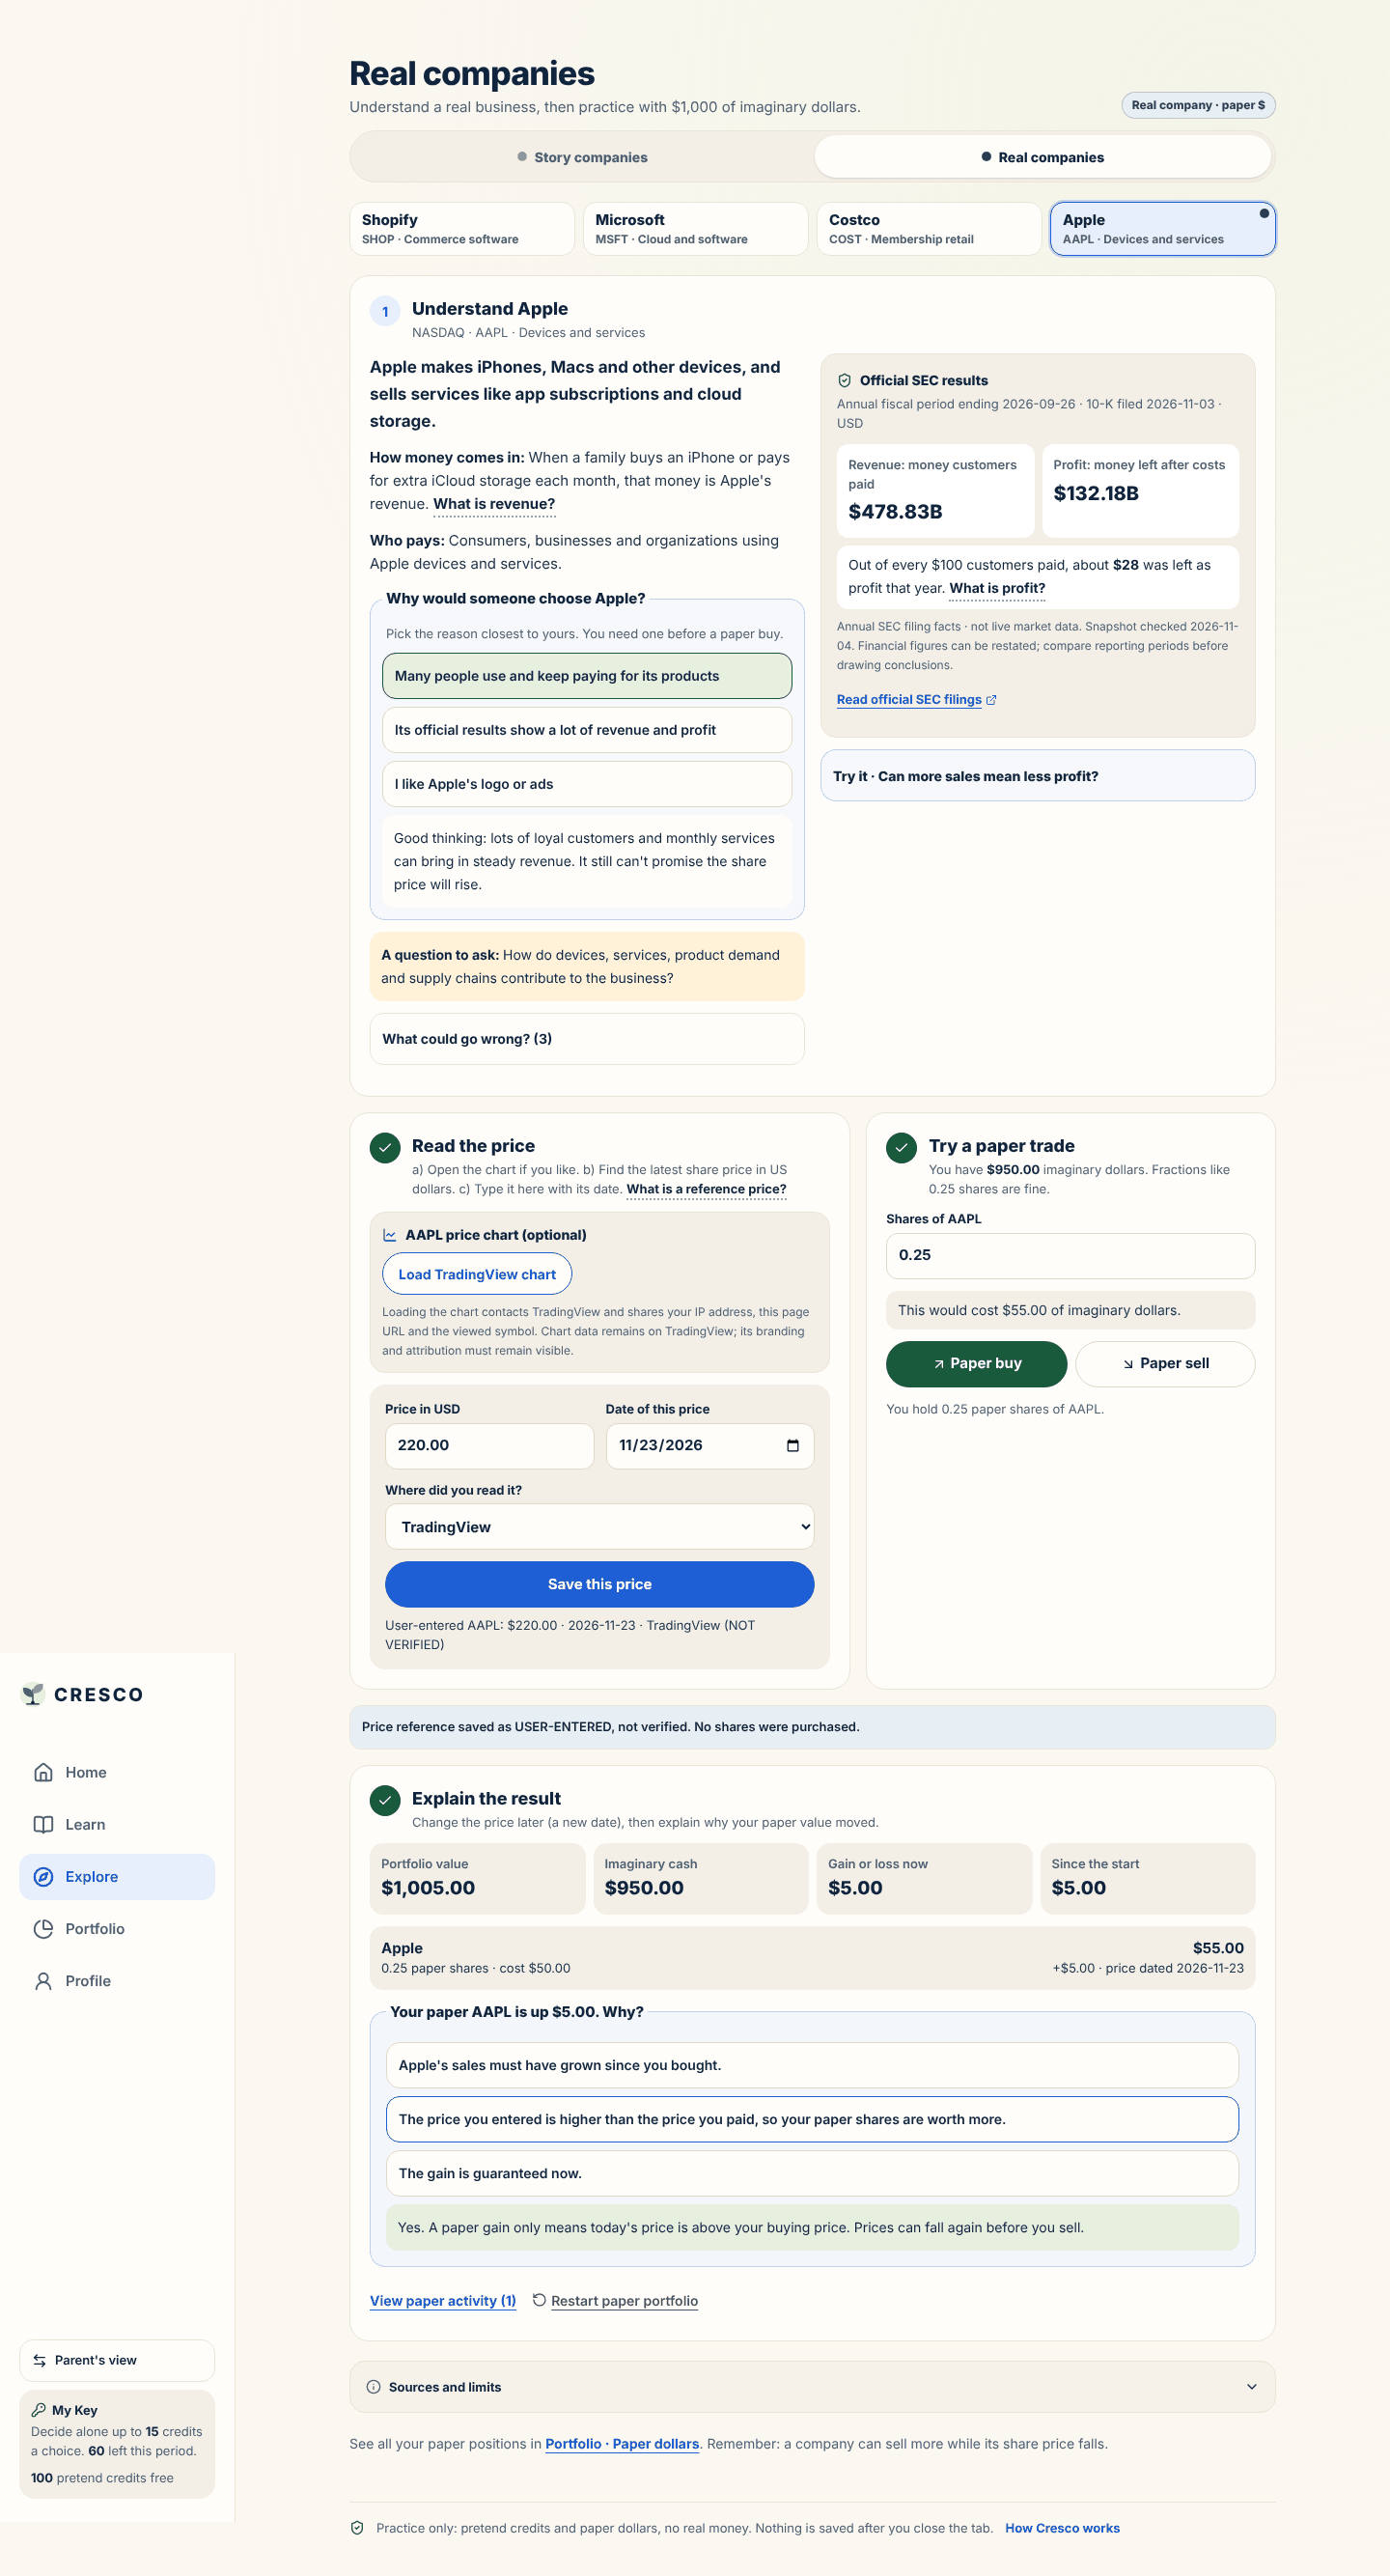 Real companies
Understand a real business, then practice with $1,000 of imaginary dollars.
Real company · paper $
Story companies
Real companies
Shopify
SHOP · Commerce software
Microsoft
MSFT · Cloud and software
Costco
COST · Membership retail
Apple
AAPL · Devices and services
1
Understand Apple
NASDAQ · AAPL · Devices and services
Apple makes iPhones, Macs and other devices, and
sells services like app subscriptions and cloud
storage.
How money comes in: When a family buys an iPhone or pays
for extra iCloud storage each month, that money is Apple's
revenue. What is revenue?
Who pays: Consumers, businesses and organizations using
Apple devices and services.
Why would someone choose Apple?
Pick the reason closest to yours. You need one before a paper buy.
Many people use and keep paying for its products
Its official results show a lot of revenue and profit
I like Apple's logo or ads
Good thinking: lots of loyal customers and monthly services
can bring in steady revenue. It still can't promise the share
price will rise.
A question to ask: How do devices, services, product demand
and supply chains contribute to the business?
What could go wrong? (3)
Official SEC results
Annual fiscal period ending 2026-09-26 · 10-K filed 2026-11-03 ·
USD
Revenue: money customers
paid
$478.83B
Profit: money left after costs
$132.18B
Out of every $100 customers paid, about $28 was left as
profit that year. What is profit?
Annual SEC filing facts · not live market data. Snapshot checked 2026-11-
04. Financial figures can be restated; compare reporting periods before
drawing conclusions.
Read official SEC filings
Try it · Can more sales mean less profit?
Read the price
a) Open the chart if you like. b) Find the latest share price in US
dollars. c) Type it here with its date. What is a reference price?
AAPL price chart (optional)
Load TradingView chart
Loading the chart contacts TradingView and shares your IP address, this page
URL and the viewed symbol. Chart data remains on TradingView; its branding
and attribution must remain visible.
Price in USD
220.00
Date of this price
11/23/2026
Where did you read it?
TradingView
Save this price
User-entered AAPL: $220.00 · 2026-11-23 · TradingView (NOT
VERIFIED)
Try a paper trade
You have $950.00 imaginary dollars. Fractions like
0.25 shares are fine.
Shares of AAPL
0.25
This would cost $55.00 of imaginary dollars.
Paper buy
Paper sell
You hold 0.25 paper shares of AAPL.
Price reference saved as USER-ENTERED, not verified. No shares were purchased.
Explain the result
Change the price later (a new date), then explain why your paper value moved.
Portfolio value
$1,005.00
Imaginary cash
$950.00
Gain or loss now
$5.00
Since the start
$5.00
Apple
0.25 paper shares · cost $50.00
$55.00
+$5.00 · price dated 2026-11-23
Your paper AAPL is up $5.00. Why?
Apple's sales must have grown since you bought.
The price you entered is higher than the price you paid, so your paper shares are worth more.
The gain is guaranteed now.
Yes. A paper gain only means today's price is above your buying price. Prices can fall again before you sell.
View paper activity (1)
Restart paper portfolio
Sources and limits
See all your paper positions in Portfolio · Paper dollars. Remember: a company can sell more while its share price falls.
Practice only: pretend credits and paper dollars, no real money. Nothing is saved after you close the tab. How Cresco works
CRESCO
Home
Learn
Explore
Portfolio
Profile
Parent's view
My Key
Decide alone up to 15 credits
a choice. 60 left this period.
100 pretend credits free